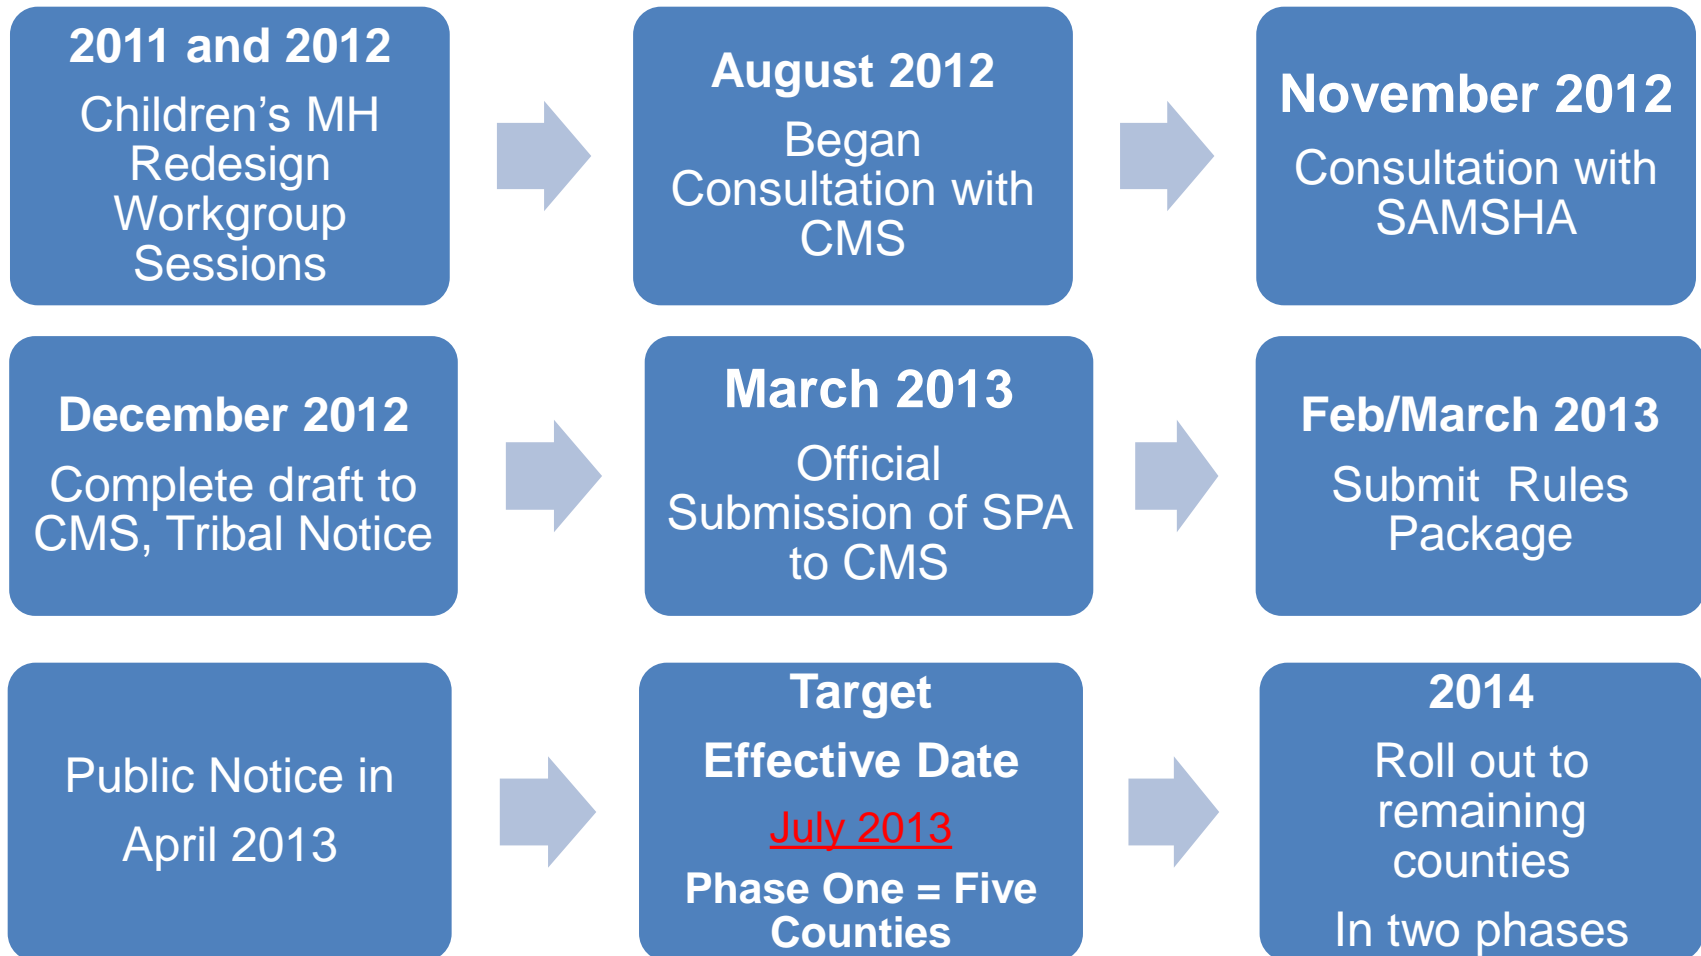 2011 and 2012
Children’s MH
Redesign
Workgroup
Sessions
August 2012
Began
Consultation with
CMS
November 2012
Consultation with
SAMSHA
December 2012
Complete draft to
CMS, Tribal Notice
March 2013
Official
Submission of SPA
to CMS
Feb/March 2013
Submit Rules
Package
Public Notice in
April 2013
Target
Effective Date
July 2013
Phase One = Five
Counties
2014
Roll out to
remaining
counties
In two phases